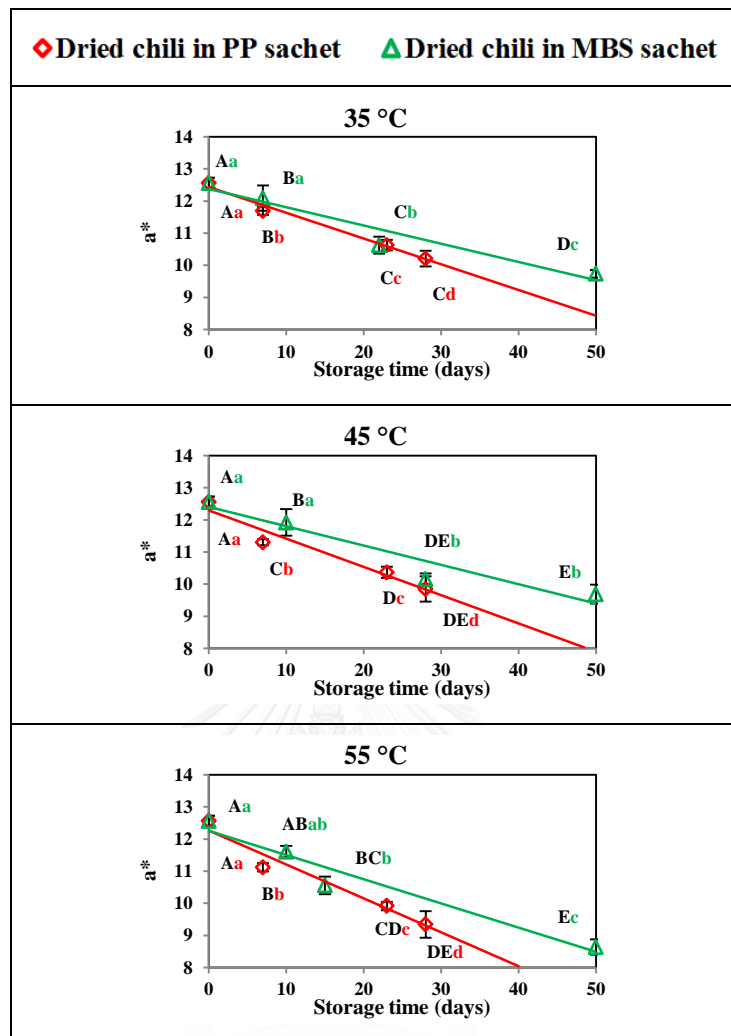 Dried chili in PP sachet Dried chili in MBS sachet
35 °C
14
13
12
11
10
9
8
a*
Aa
Ba
Aa
Bb
Cb
Cc
Cd
Dc
0 10 20 30 40 50
Storage time (days)
45 °C
14
13
12
11
10
9
8
a*
Aa
Ba
Aa
Cb
DEb
Dc
DEd
Eb
0 10 20 30 40 50
Storage time (days)
55 °C
14
13
12
11
10
9
8
a*
Aa
ABab
Aa
Bb
BCb
CDc
DEd
Ec
0 10 20 30 40 50
Storage time (days)